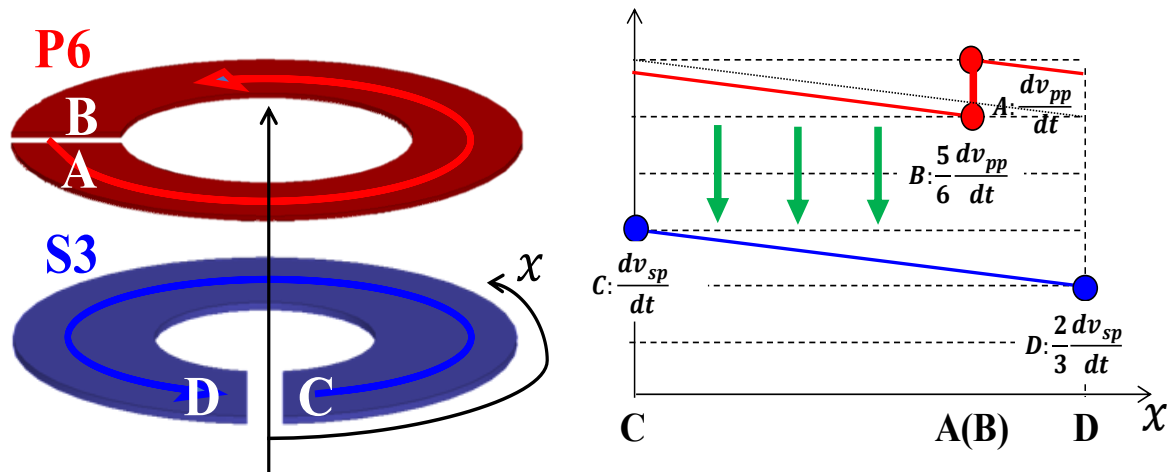 P6
B
A
S3
x
D
C
A: dv_pp/dt
B: 5/6 dv_pp/dt
C: dv_sp/dt
D: 2/3 dv_sp/dt
C
A(B)
D
x